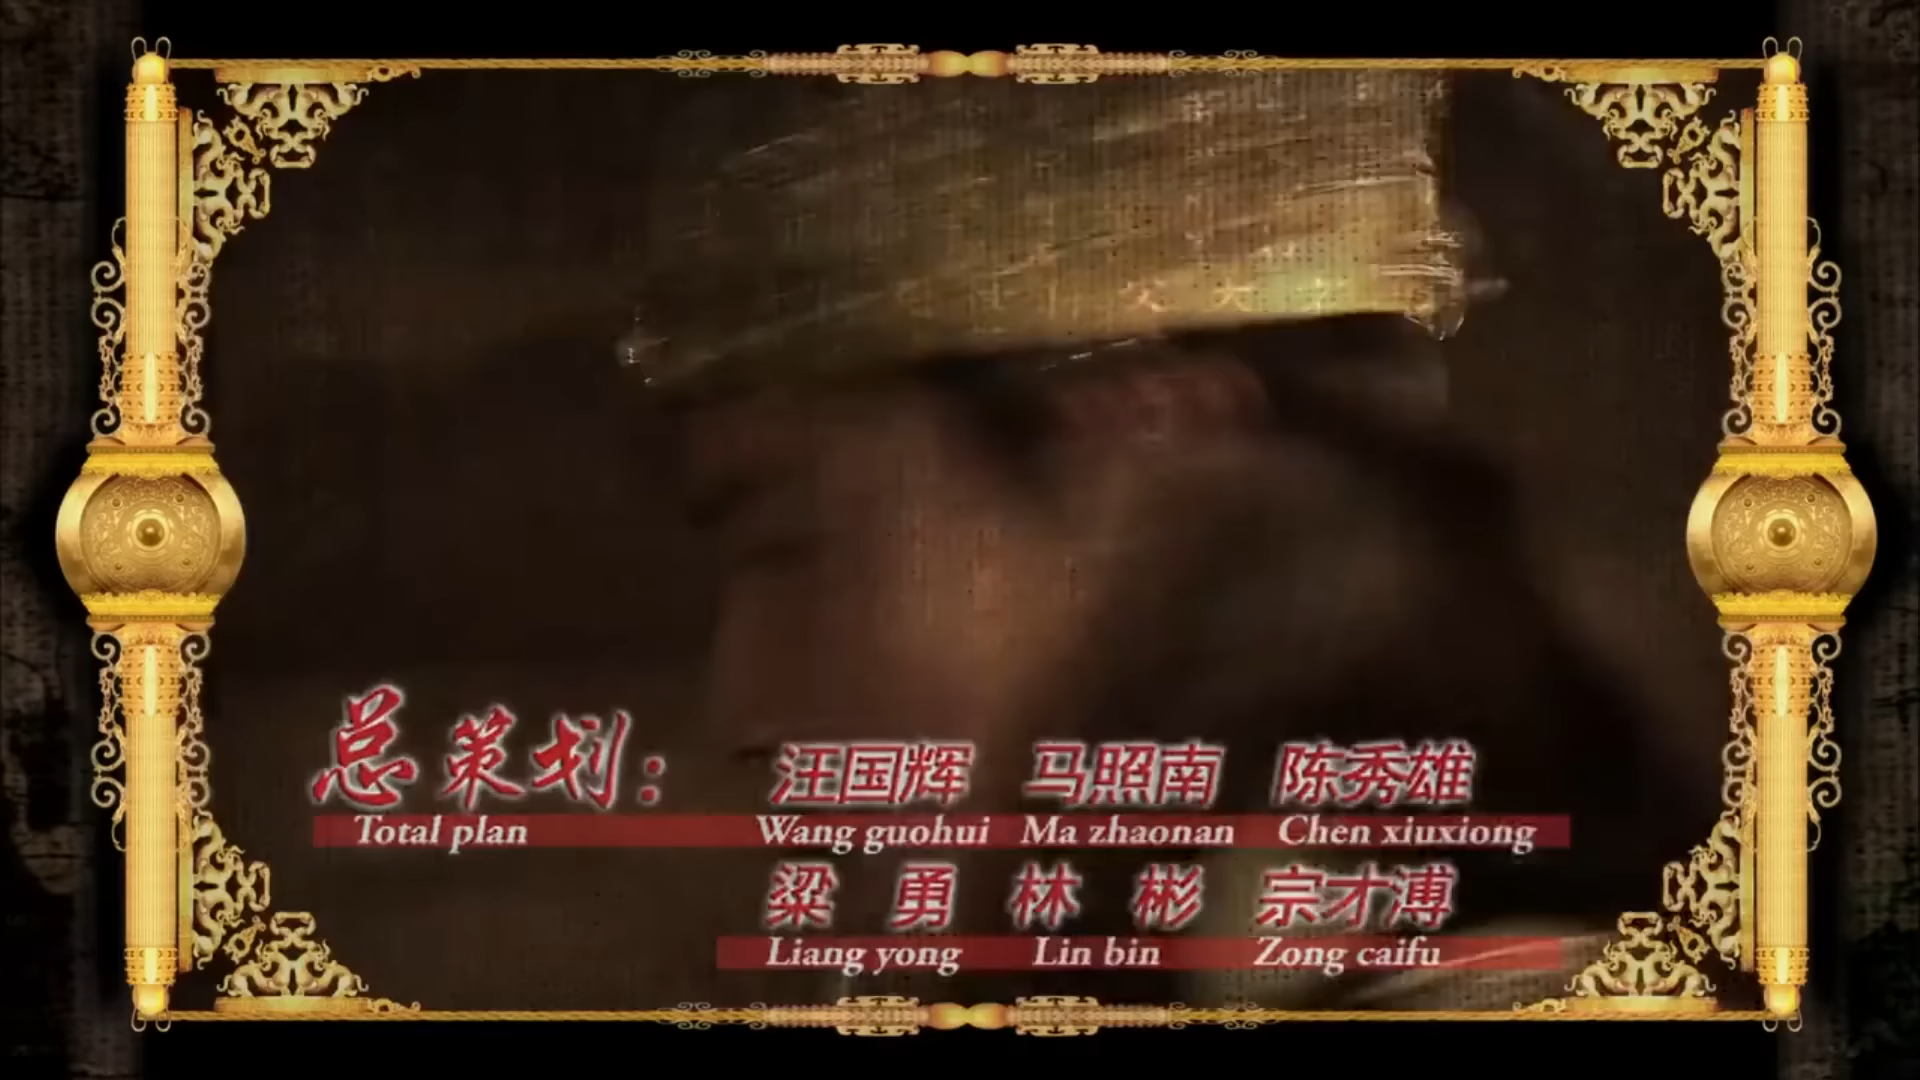 总策划： 汪国辉 马照南 陈秀雄
Total plan Wang guohui Ma zhaonan Chen xiuxiong
梁 勇 林 彬 宗才溥
Liang yong Lin bin Zong caifu